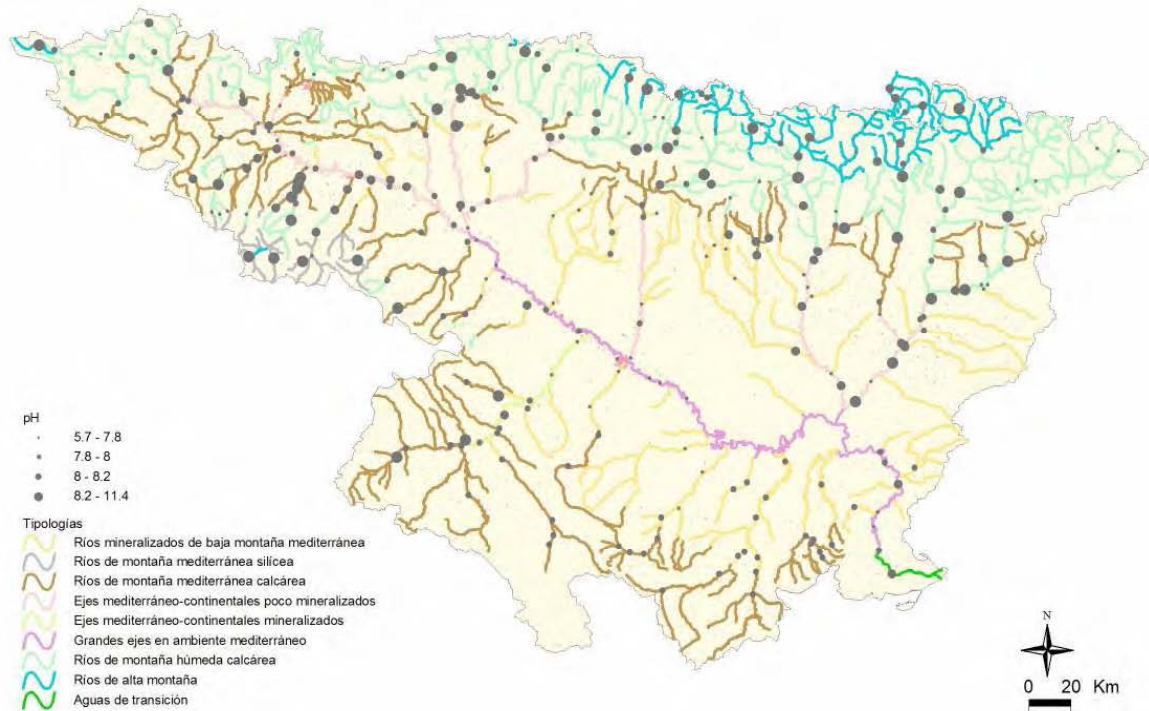 pH
5.7 - 7.8
7.8 - 8
8 - 8.2
8.2 - 11.4
Tipologías
Ríos mineralizados de baja montaña mediterránea
Ríos de montaña mediterránea silícea
Ríos de montaña mediterránea calcárea
Ejes mediterráneo-continentales poco mineralizados
Ejes mediterráneo-continentales mineralizados
Grandes ejes en ambiente mediterráneo
Ríos de montaña húmeda calcárea
Ríos de alta montaña
Aguas de transición
N
0 20 Km